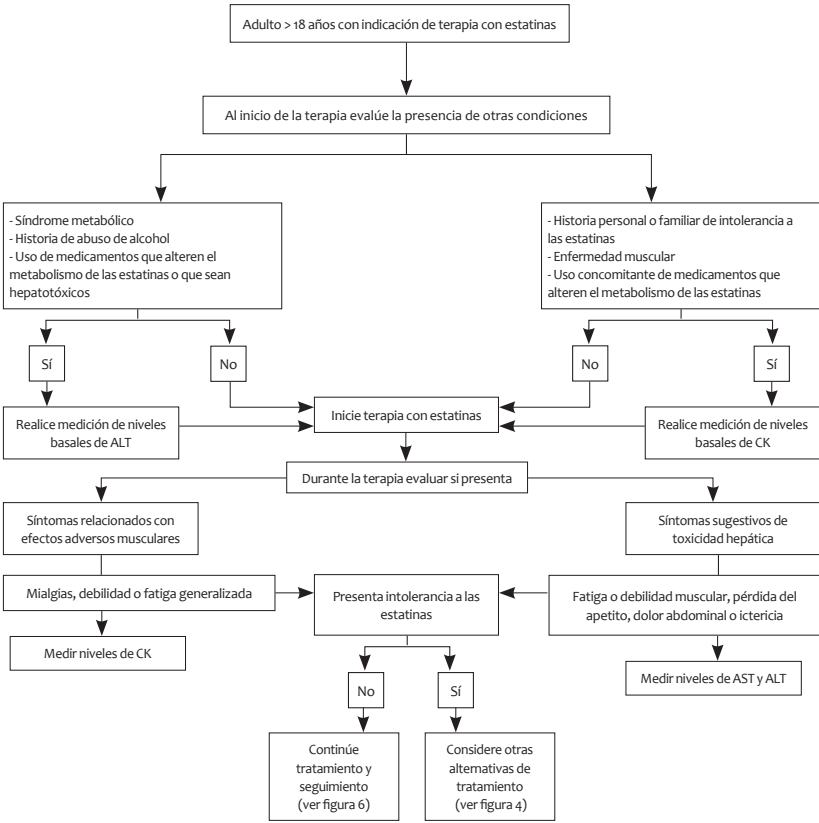 Adulto > 18 años con indicación de terapia con estatinas
Al inicio de la terapia evalúe la presencia de otras condiciones
- Síndrome metabólico
- Historia de abuso de alcohol
- Uso de medicamentos que alteren el
metabolismo de las estatinas o que sean
hepatotóxicos
- Historia personal o familiar de intolerancia a
las estatinas
- Enfermedad muscular
- Uso concomitante de medicamentos que
alteren el metabolismo de las estatinas
Sí
No
No
Sí
Realice medición de niveles
basales de ALT
Inicie terapia con estatinas
Realice medición de niveles
basales de CK
Durante la terapia evaluar si presenta
Síntomas relacionados con
efectos adversos musculares
Síntomas sugestivos de
toxicidad hepática
Mialgias, debilidad o fatiga generalizada
Presenta intolerancia a las
estatinas
Fatiga o debilidad muscular, pérdida del
apetito, dolor abdominal o ictericia
Medir niveles de CK
Medir niveles de AST y ALT
No
Sí
Continúe
tratamiento y
seguimiento
(ver figura 6)
Considere otras
alternativas de
tratamiento
(ver figura 4)